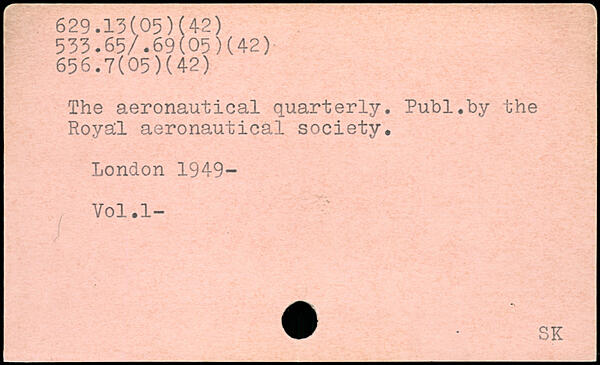 629.13(05)(42)
533.65/.69(05)(42)
656.7(05)(42)
The aeronautical quarterly. Publ.by the
Royal aeronautical society.
London 1949-
Vol.1-
SK